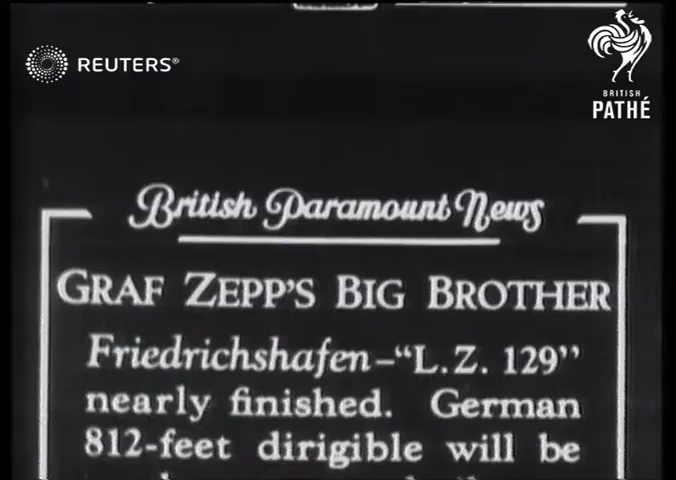 REUTERS®
BRITISH
PATHÉ
British Paramount News
GRAF ZEPP'S BIG BROTHER
Friedrichshafen-"L.Z. 129"
nearly finished. German
812-feet dirigible will be